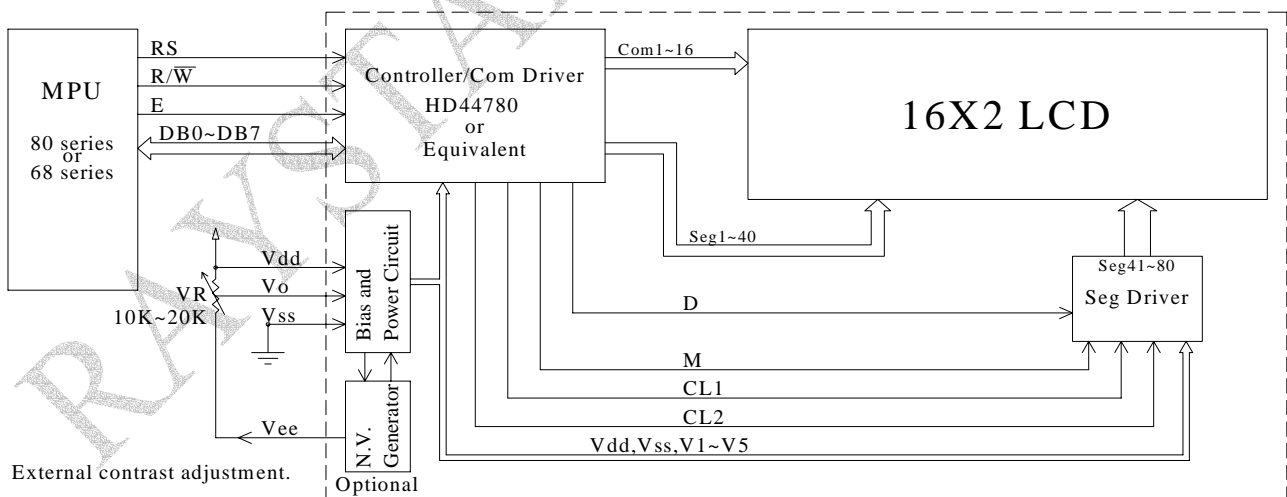 MPU
80 series
or
68 series
RS
R/W̅
E
DB0~DB7
Controller/Com Driver
HD44780
or
Equivalent
Com1~16
16X2 LCD
Seg1~40
Seg41~80
Seg Driver
D
M
CL1
CL2
Vdd,Vss,V1~V5
Vdd
Vo
Vss
VR
10K~20K
Bias and
Power Circuit
N.V.
Generator
Vee
Optional
External contrast adjustment.
RAYSTA